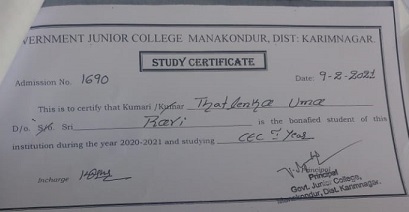 VERNMENT JUNIOR COLLEGE MANAKONDUR, DIST: KARIMNAGAR.
STUDY CERTIFICATE
Admission No. 1690 Date: 9-2-2021
This is to certify that Kumari /Kumar Thatlenka Uma
D/o. S/o. Sri Ravi is the bonafied student of this
institution during the year 2020-2021 and studying CEC Year
Incharge
Principal
Principal
Govt. Junior College,
Manakondur, Dist. Karimnagar.